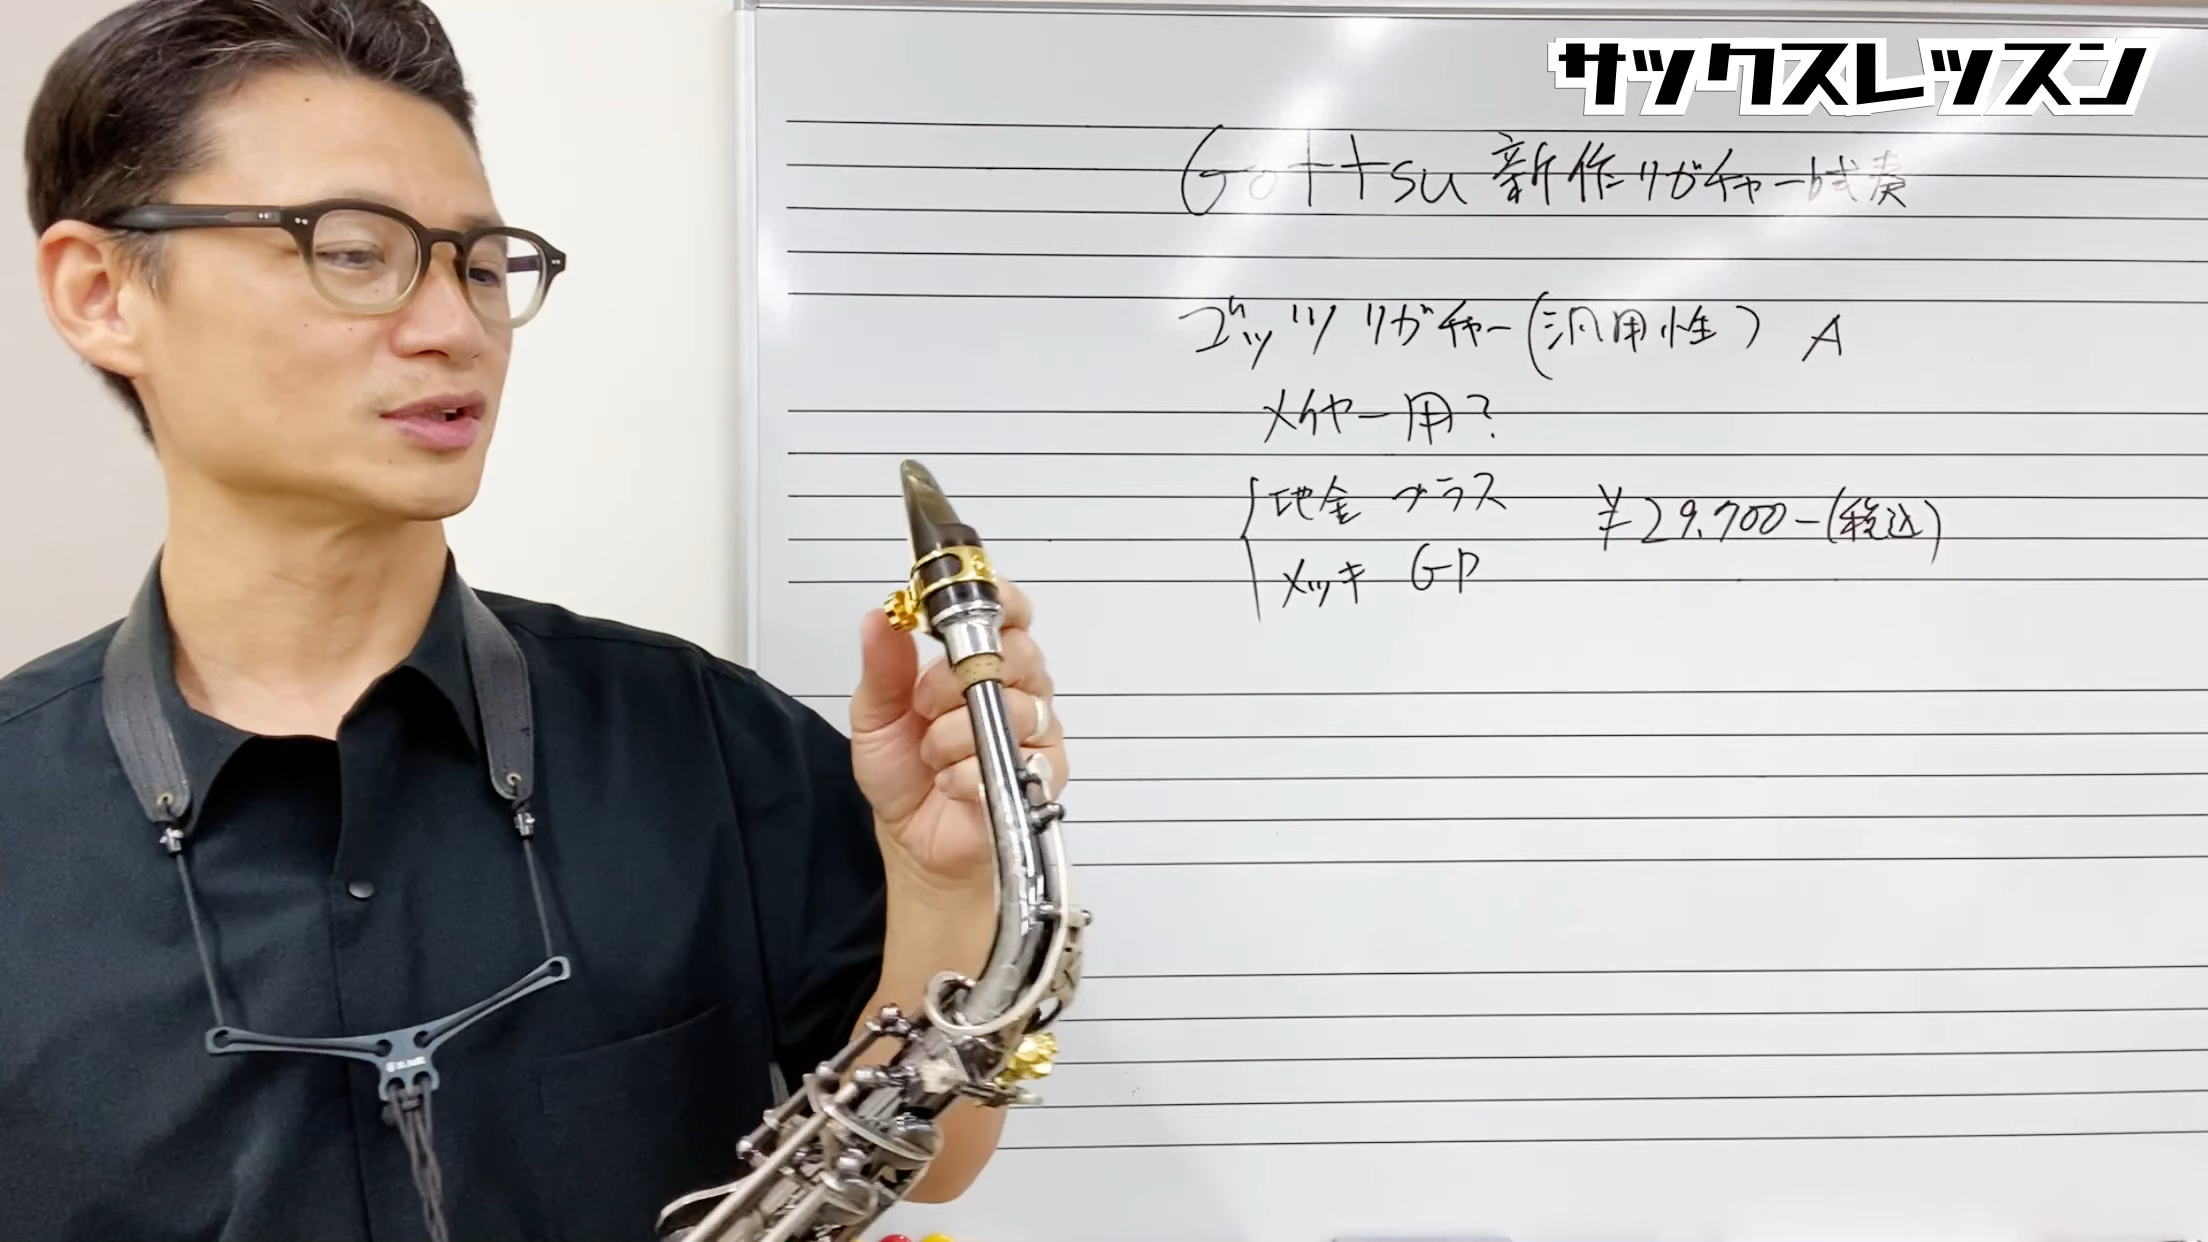 サックスレッスン
Gottsu 新作リガチャー試奏
ゴッツ リガチャー(汎用性) A
メイヤー用?
地金 ブラス ¥29.700-(税込)
メッキ GP